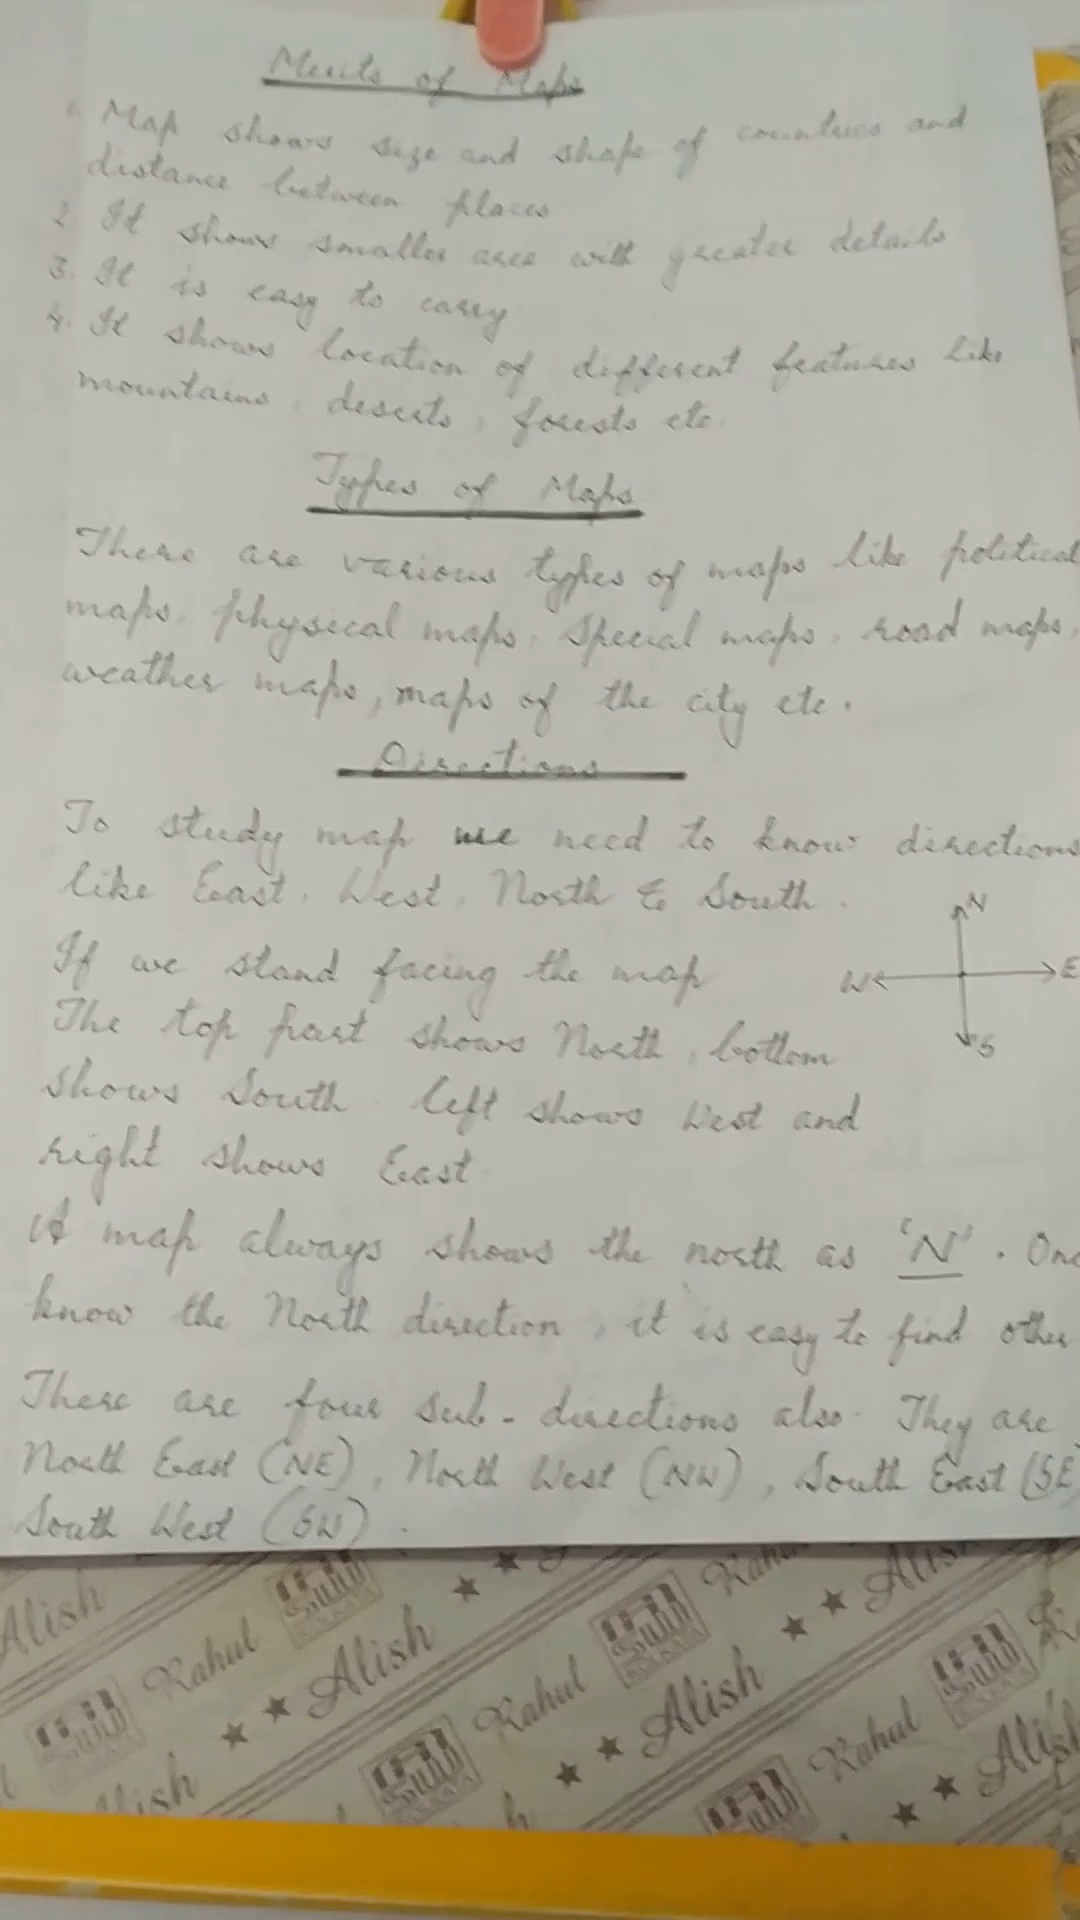 Merits of Maps
1. Map shows size and shape of countries and
distance between places
2. It shows smaller area with greater details
3. It is easy to carry
4. It shows location of different features like
mountains, deserts, forests etc.
Types of Maps
There are various types of maps like political
maps, physical maps, special maps, road maps,
weather maps, maps of the city etc.
Directions
To study map we need to know directions
like East, West, North & South.
N
If we stand facing the map
W E
The top part shows North, bottom
S
shows South left shows West and
right shows East
A map always shows the north as 'N'. Onc
know the North direction, it is easy to find other
There are four sub-directions also. They are
North East (NE), North West (NW), South East (SE)
South West (SW).
Alish Rahul Alish Rahul Alish
Rahul Alish Rahul Alish Rahul Alish